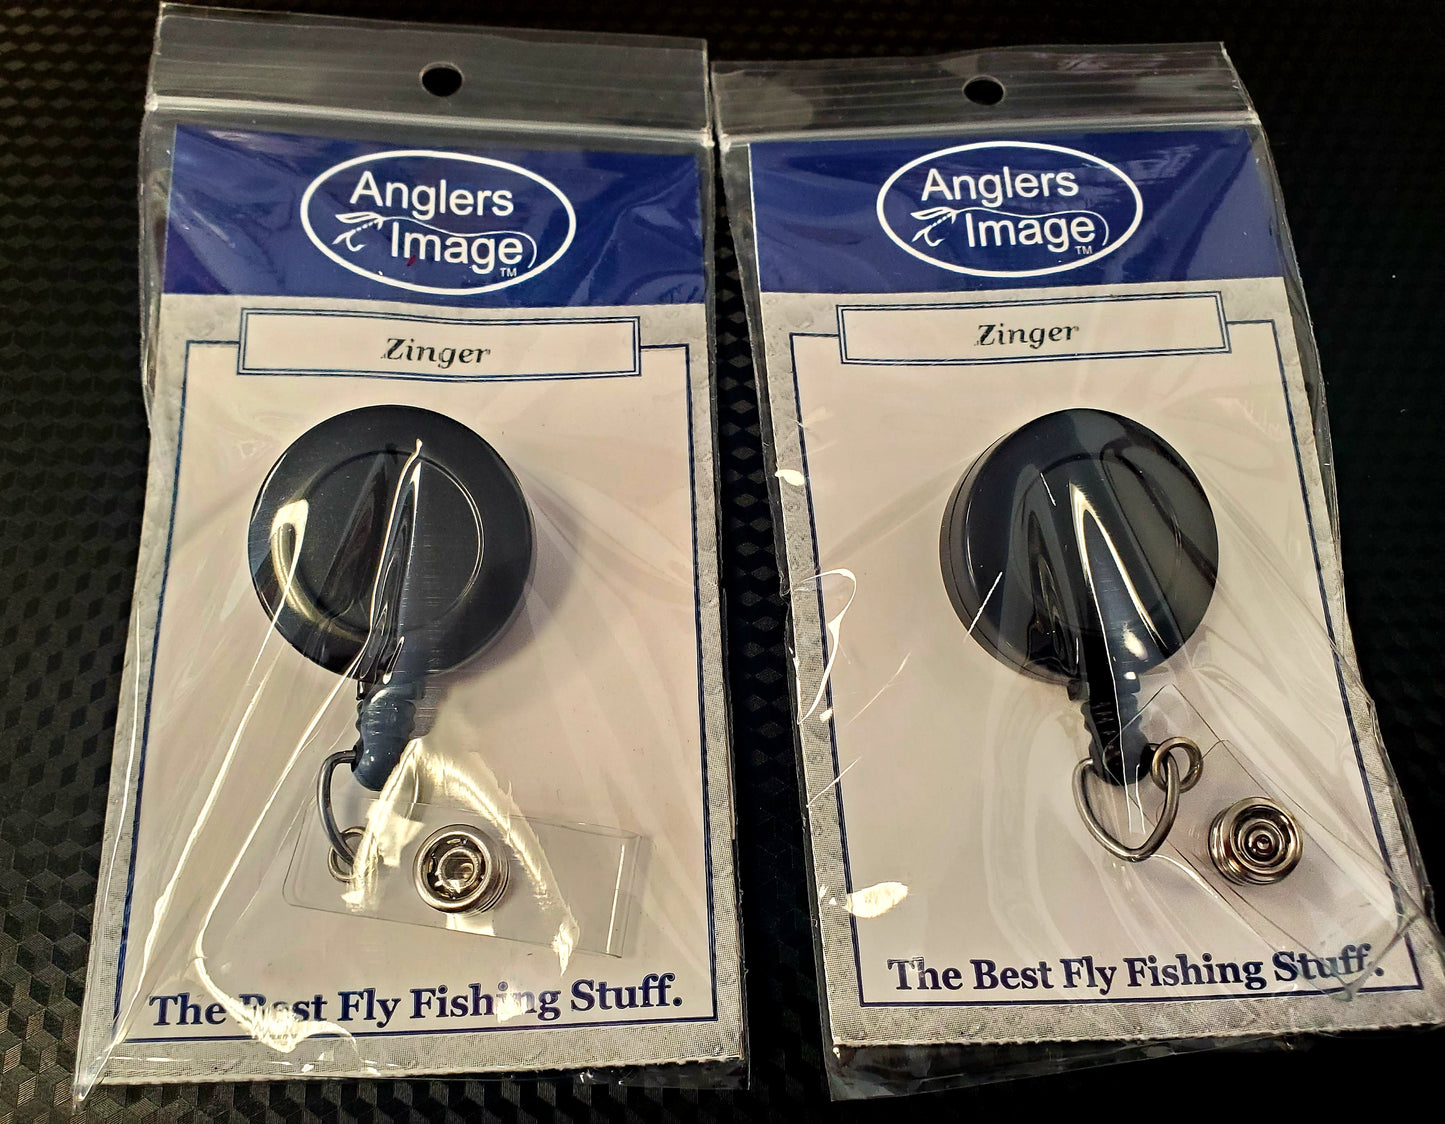 Anglers
Image
TM
Zinger
The Best Fly Fishing Stuff.
Anglers
Image
TM
Zinger
The Best Fly Fishing Stuff.